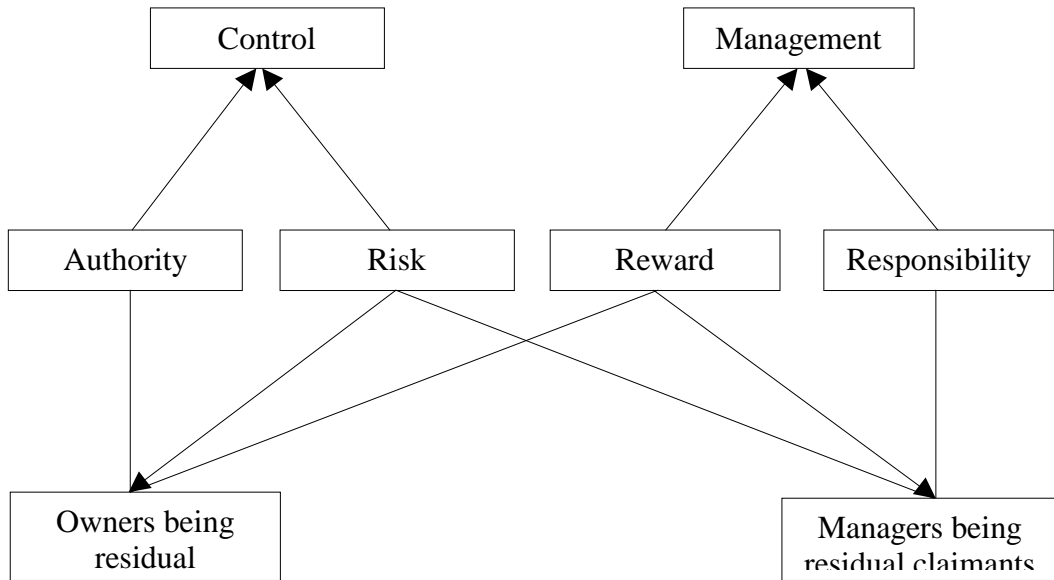 Control
Management
Authority
Risk
Reward
Responsibility
Owners being
residual
Managers being
residual claimants